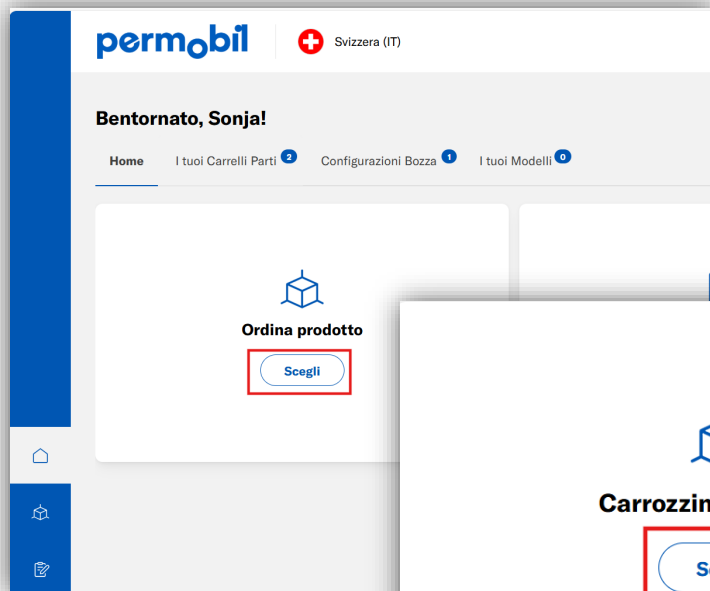 permobil
Svizzera (IT)
Bentornato, Sonja!
Home I tuoi Carrelli Parti 2 Configurazioni Bozza 1 I tuoi Modelli 0
Ordina prodotto
Scegli